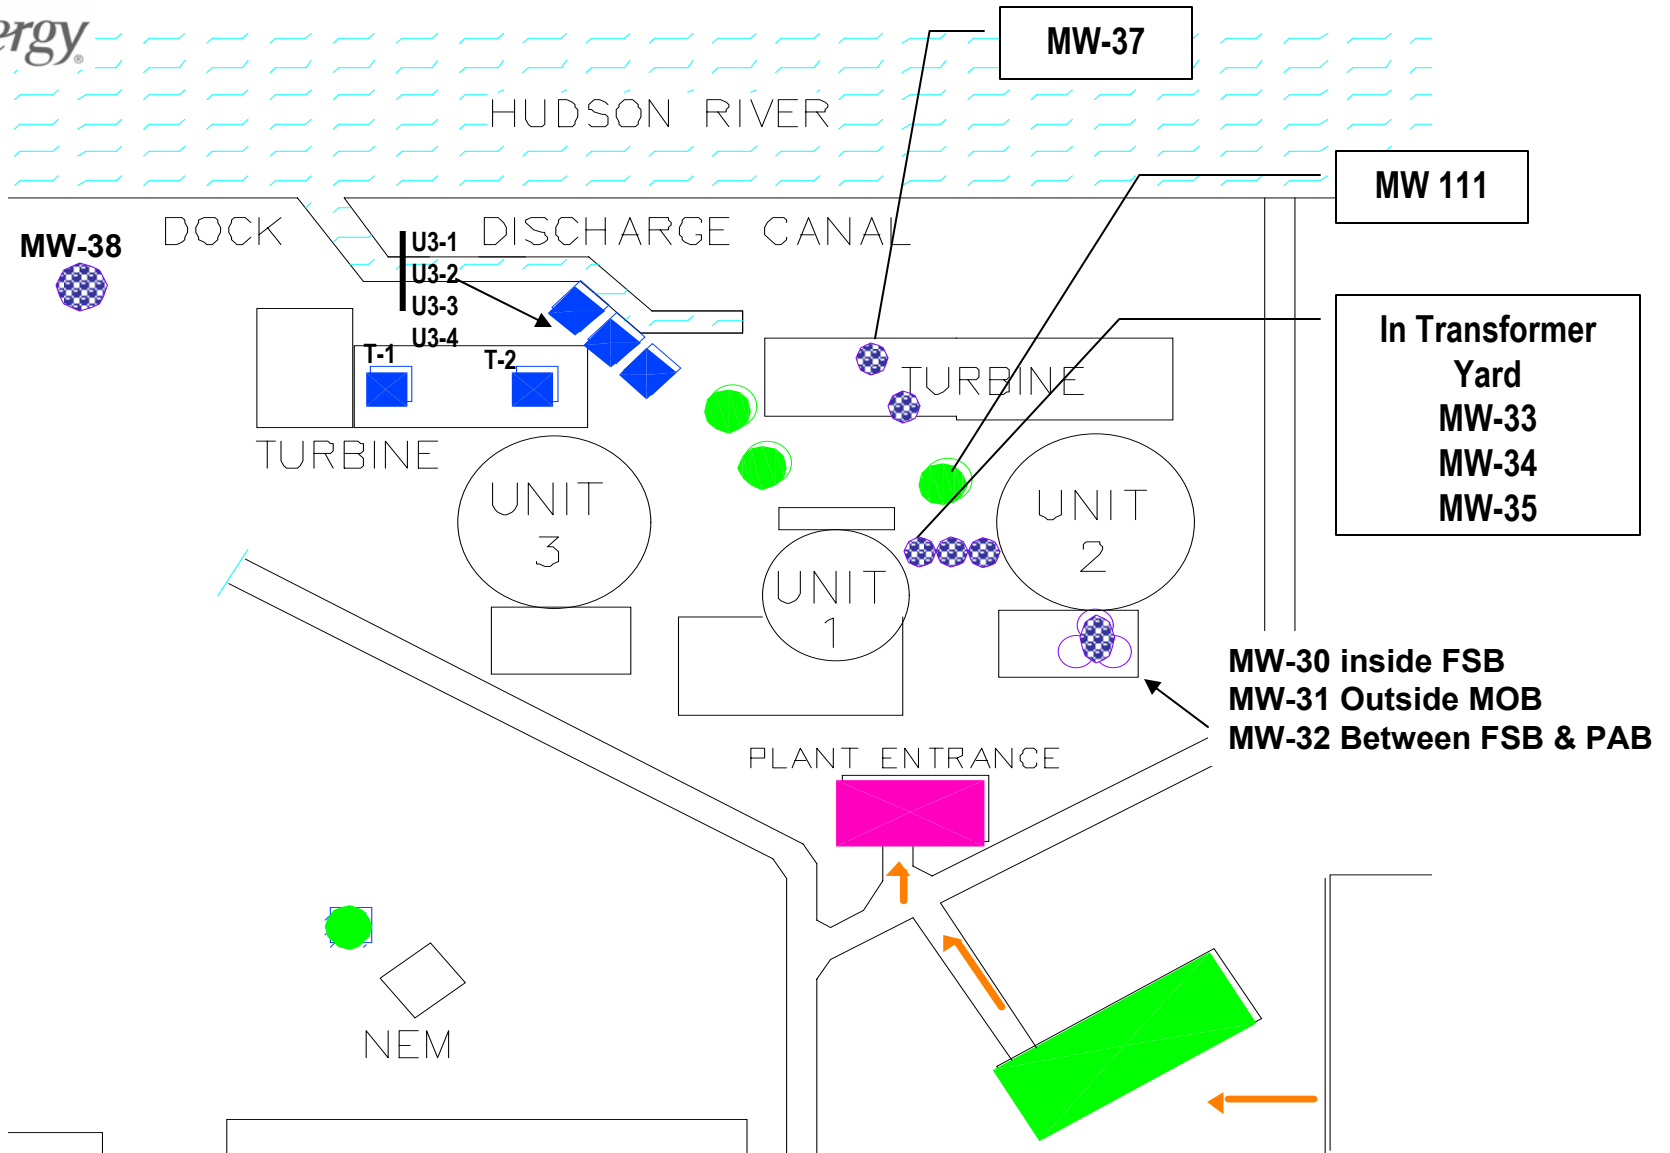 ergy®
MW-37
HUDSON RIVER
MW 111
DOCK
DISCHARGE CANAL
MW-38
U3-1
U3-2
U3-3
U3-4
T-1
T-2
In Transformer
Yard
MW-33
MW-34
MW-35
TURBINE
TURBINE
UNIT
3
UNIT
2
UNIT
1
MW-30 inside FSB
MW-31 Outside MOB
MW-32 Between FSB & PAB
PLANT ENTRANCE
NEM